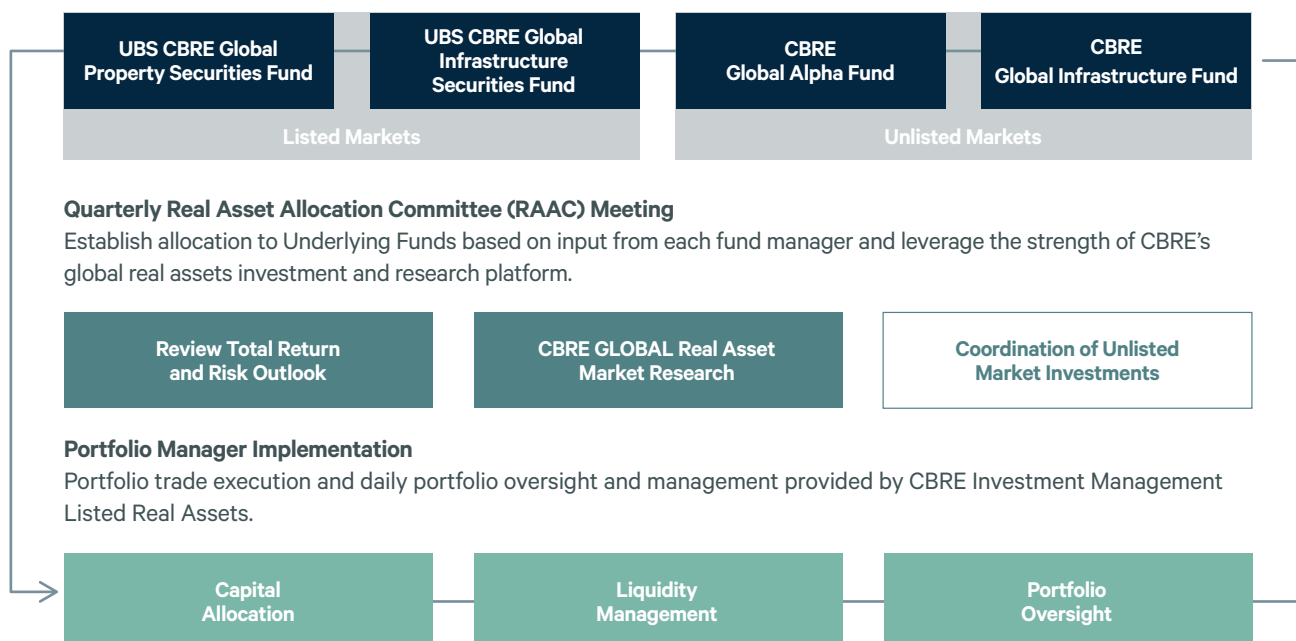 UBS CBRE Global
Property Securities Fund
UBS CBRE Global
Infrastructure
Securities Fund
CBRE
Global Alpha Fund
CBRE
Global Infrastructure Fund
Listed Markets
Unlisted Markets
Quarterly Real Asset Allocation Committee (RAAC) Meeting
Establish allocation to Underlying Funds based on input from each fund manager and leverage the strength of CBRE’s
global real assets investment and research platform.
Review Total Return
and Risk Outlook
CBRE GLOBAL Real Asset
Market Research
Coordination of Unlisted
Market Investments
Portfolio Manager Implementation
Portfolio trade execution and daily portfolio oversight and management provided by CBRE Investment Management
Listed Real Assets.
Capital
Allocation
Liquidity
Management
Portfolio
Oversight